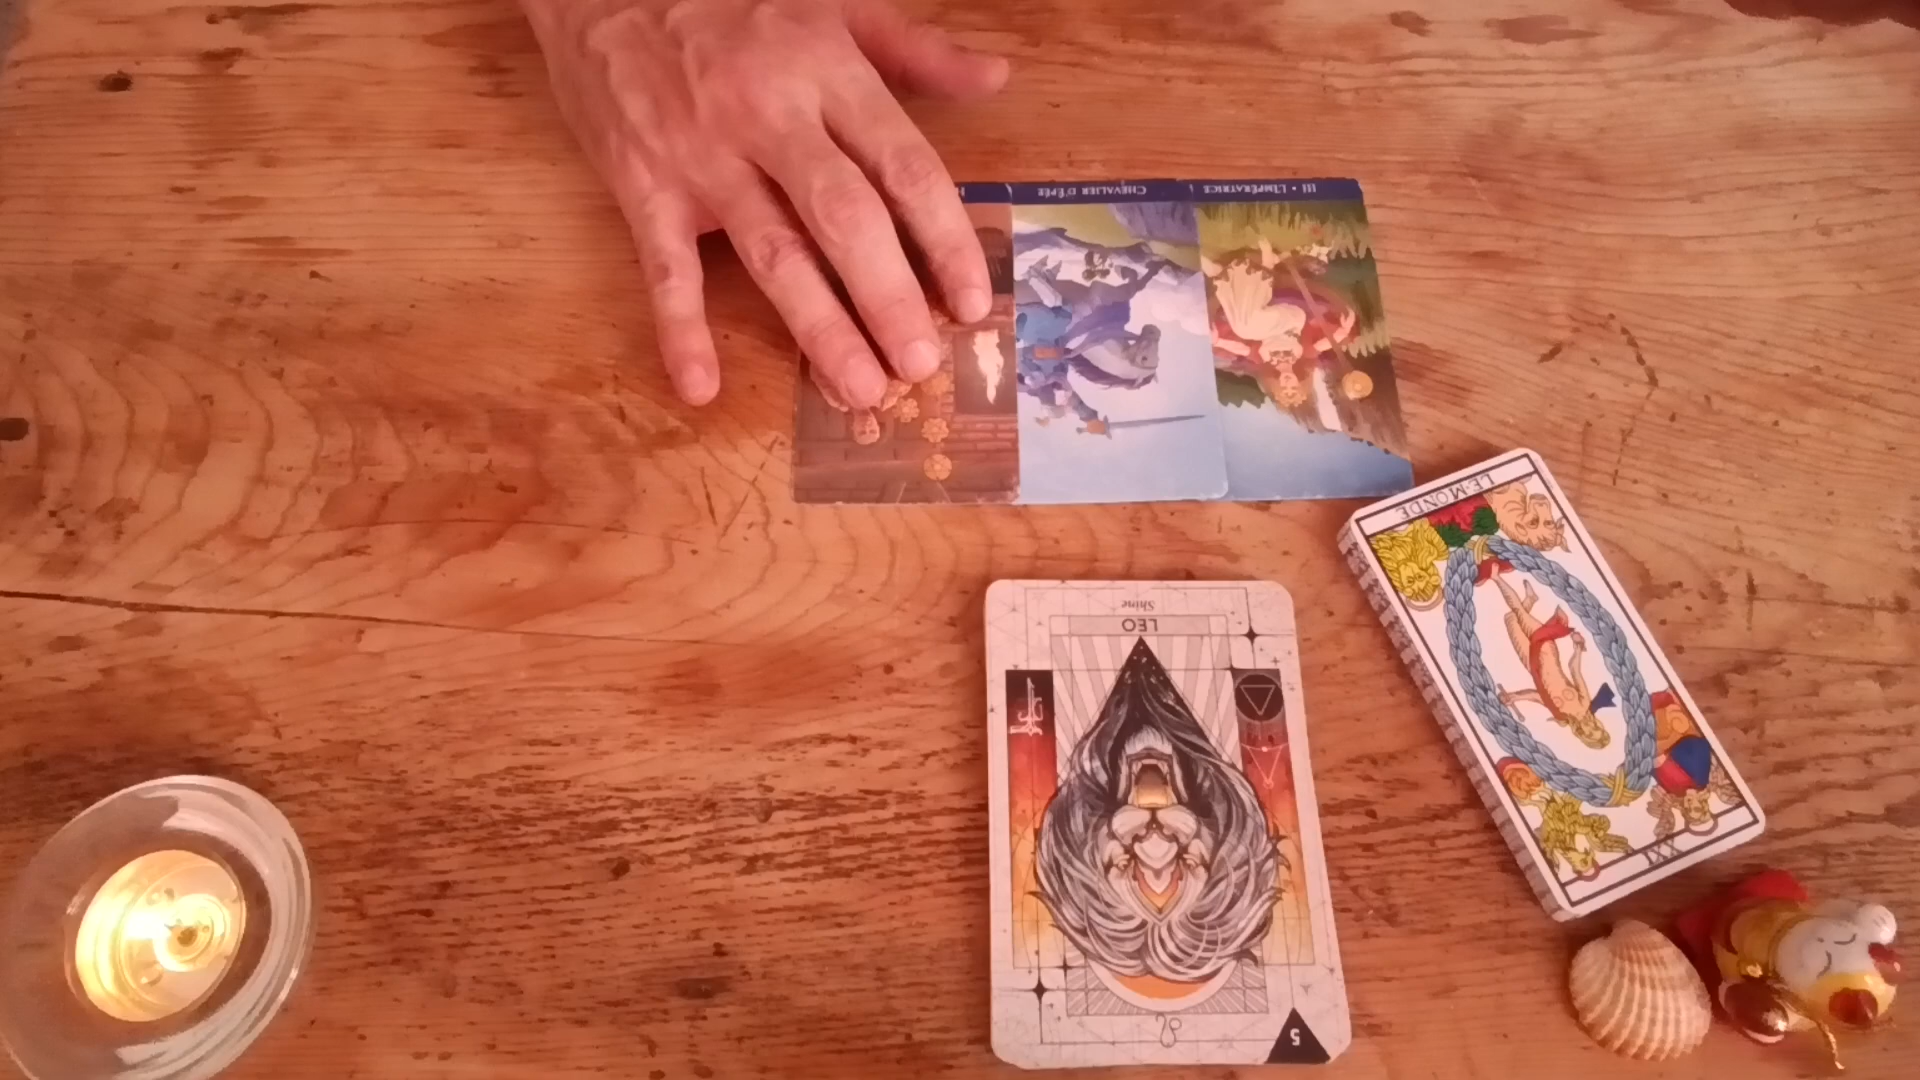 III • L'IMPÉRATRICE
CHEVALIER D'ÉPÉE
H
LE•MONDE
XXI
Shine
LEO
5